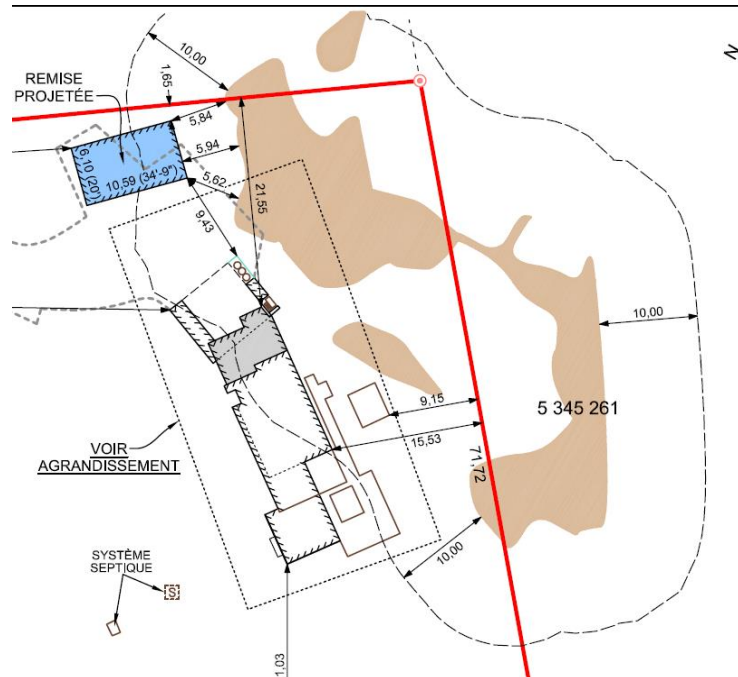 10,00
N
REMISE
PROJETÉE
1,65
5,84
5,94
6,10 (20')
10,59 (34'-9")
5,62
21,55
9,43
10,00
9,15
5 345 261
15,53
VOIR
AGRANDISSEMENT
71,72
10,00
SYSTÈME
SEPTIQUE
S
1,03